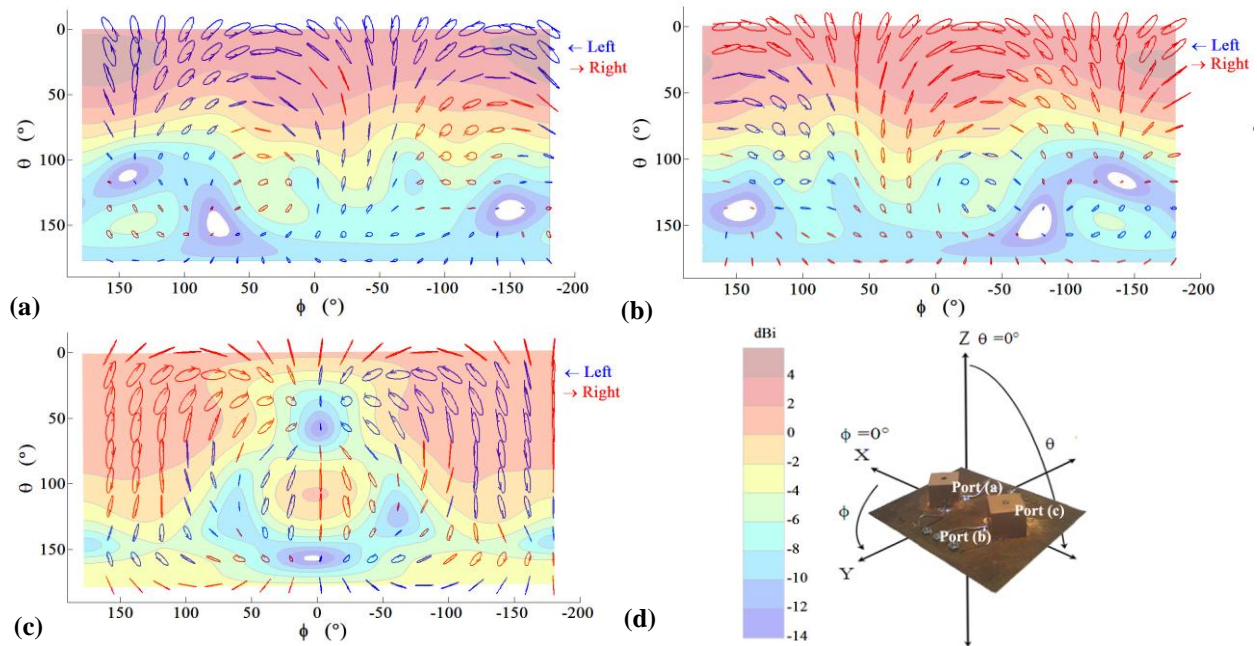 0
50
100
150
θ (°)
150 100 50 0 -50 -100 -150 -200
ϕ (°)
← Left
→ Right
(a)
0
50
100
150
θ (°)
150 100 50 0 -50 -100 -150 -200
ϕ (°)
← Left
→ Right
(b)
0
50
100
150
θ (°)
150 100 50 0 -50 -100 -150 -200
ϕ (°)
← Left
→ Right
(c)
dBi
4
2
0
-2
-4
-6
-8
-10
-12
-14
Z θ =0°
ϕ =0°
X
θ
ϕ
Y
Port (a)
Port (c)
Port (b)
(d)